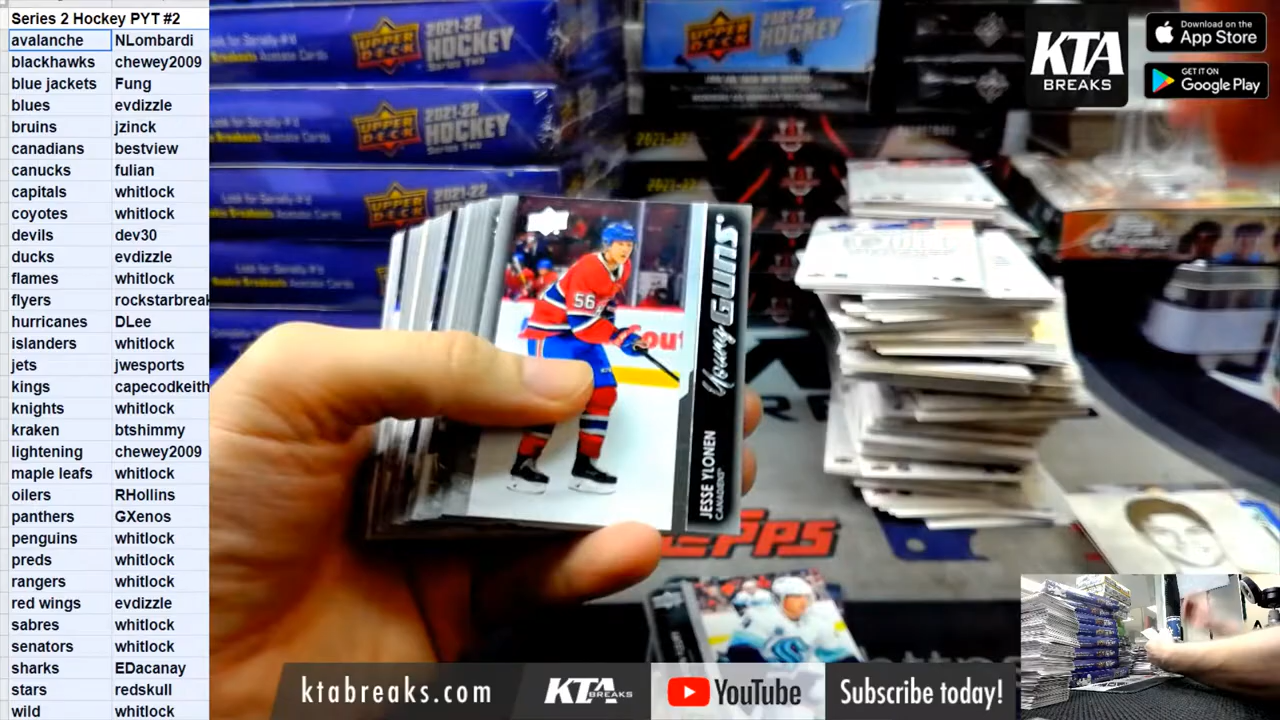 Series 2 Hockey PYT #2
avalanche NLombardi
blackhawks chewey2009
blue jackets Fung
blues evdizzle
bruins jzinck
canadians bestview
canucks fulian
capitals whitlock
coyotes whitlock
devils dev30
ducks evdizzle
flames whitlock
flyers rockstarbreak
hurricanes DLee
islanders whitlock
jets jwesports
kings capecodkeith
knights whitlock
kraken btshimmy
lightening chewey2009
maple leafs whitlock
oilers RHollins
panthers GXenos
penguins whitlock
preds whitlock
rangers whitlock
red wings evdizzle
sabres whitlock
senators whitlock
sharks EDacanay
stars redskull
wild whitlock
UPPER DECK
2021-22
HOCKEY
Series Two
UPPER DECK
2021-22
HOCKEY
UPPER DECK
2021-22
HOCKEY
2021-22
KTA
BREAKS
Download on the
App Store
GET IT ON
Google Play
56
Young GUNS
JESSE YLONEN
CANADIENS
TOPPS
ktabreaks.com
KTA
BREAKS
YouTube
Subscribe today!